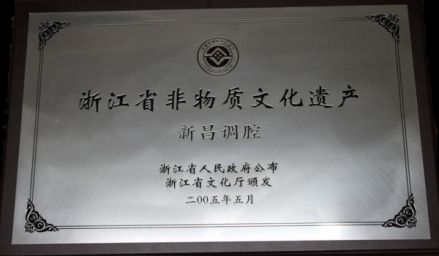 浙江省非物质文化遗产
新昌调腔
浙江省人民政府公布
浙江省文化厅颁发
二00五年五月